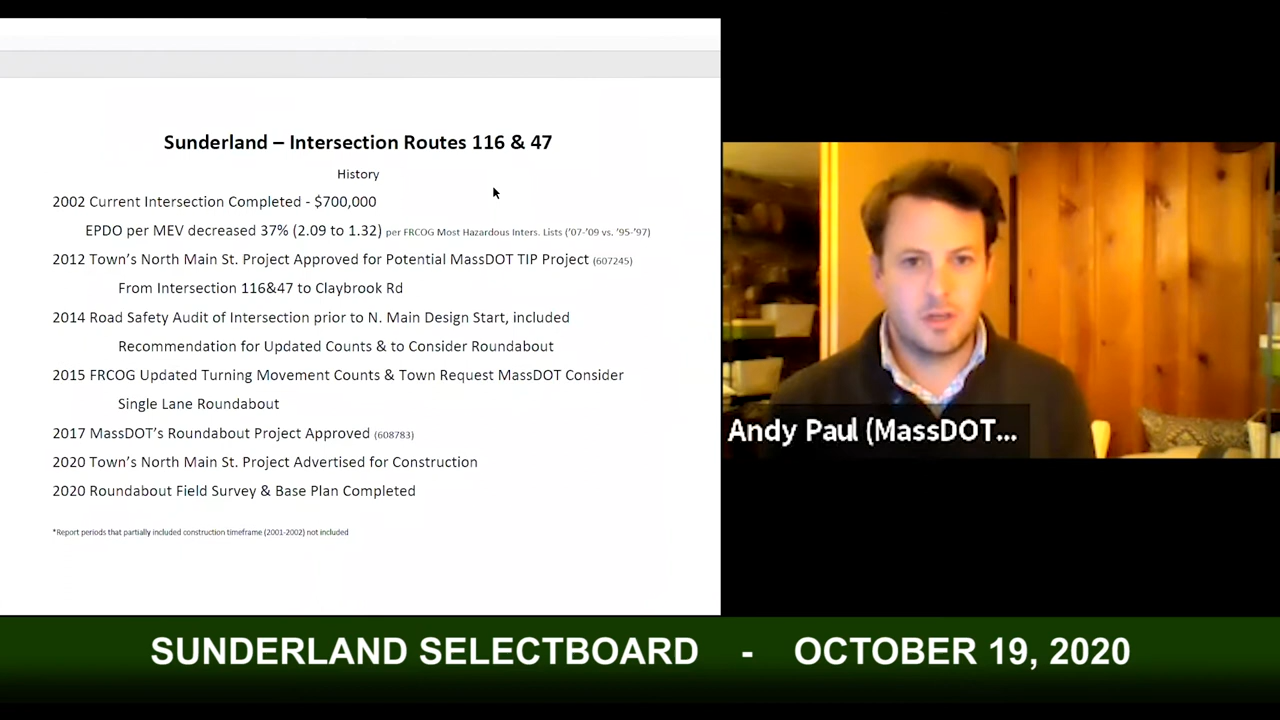 Sunderland – Intersection Routes 116 & 47
History
2002 Current Intersection Completed - $700,000
EPDO per MEV decreased 37% (2.09 to 1.32) per FRCOG Most Hazardous Inters. Lists ('07-'09 vs. '95-'97)
2012 Town's North Main St. Project Approved for Potential MassDOT TIP Project (607245)
From Intersection 116&47 to Claybrook Rd
2014 Road Safety Audit of Intersection prior to N. Main Design Start, included
Recommendation for Updated Counts & to Consider Roundabout
2015 FRCOG Updated Turning Movement Counts & Town Request MassDOT Consider
Single Lane Roundabout
2017 MassDOT's Roundabout Project Approved (608783)
2020 Town's North Main St. Project Advertised for Construction
2020 Roundabout Field Survey & Base Plan Completed
*Report periods that partially included construction timeframe (2001-2002) not included
Andy Paul (MassDOT...
SUNDERLAND SELECTBOARD - OCTOBER 19, 2020